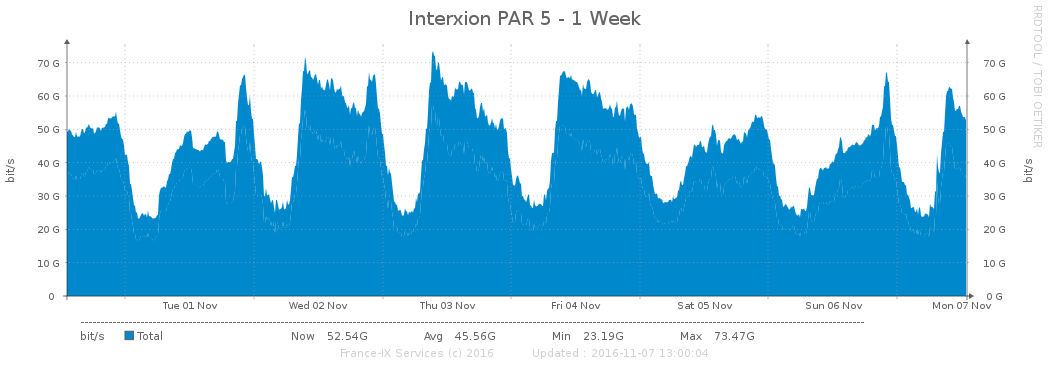 Interxion PAR 5 - 1 Week
RRDTOOL / TOBI OETIKER
bit/s
70 G
60 G
50 G
40 G
30 G
20 G
10 G
0
70 G
60 G
50 G
40 G
30 G
20 G
10 G
0 G
bit/s
Tue 01 Nov Wed 02 Nov Thu 03 Nov Fri 04 Nov Sat 05 Nov Sun 06 Nov Mon 07 Nov
bit/s Total Now 52.54G Avg 45.56G Min 23.19G Max 73.47G
France-IX Services (c) 2016 Updated : 2016-11-07 13:00:04